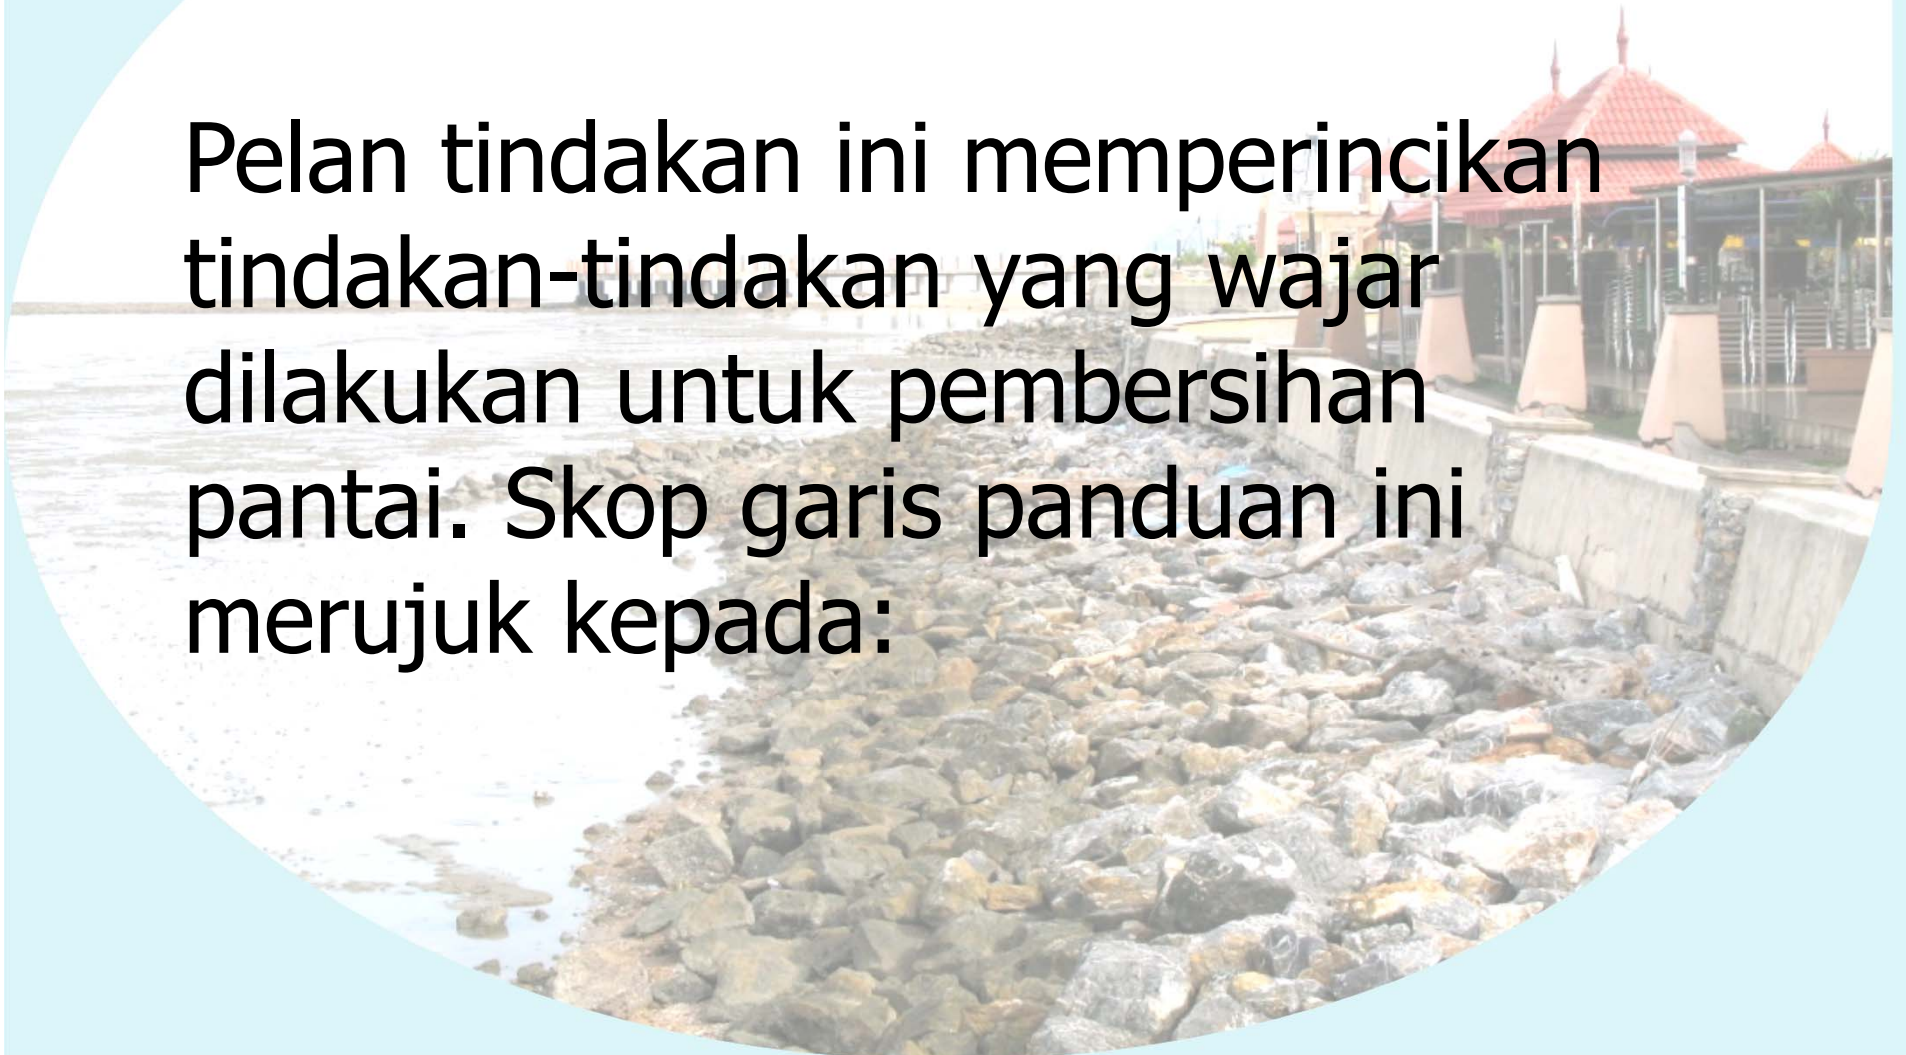 Pelan tindakan ini memperincikan
tindakan-tindakan yang wajar
dilakukan untuk pembersihan
pantai. Skop garis panduan ini
merujuk kepada: